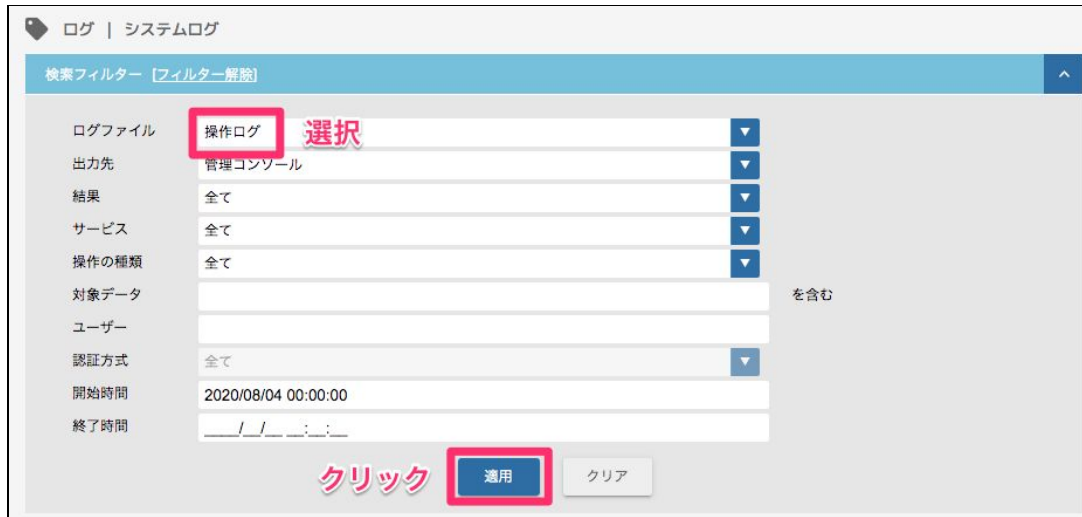 ログ | システムログ
検索フィルター [フィルター解除]
ログファイル 操作ログ 選択
出力先 管理コンソール
結果 全て
サービス 全て
操作の種類 全て
対象データ を含む
ユーザー
認証方式 全て
開始時間 2020/08/04 00:00:00
終了時間 ____/__/__ __:__:__
クリック 適用 クリア